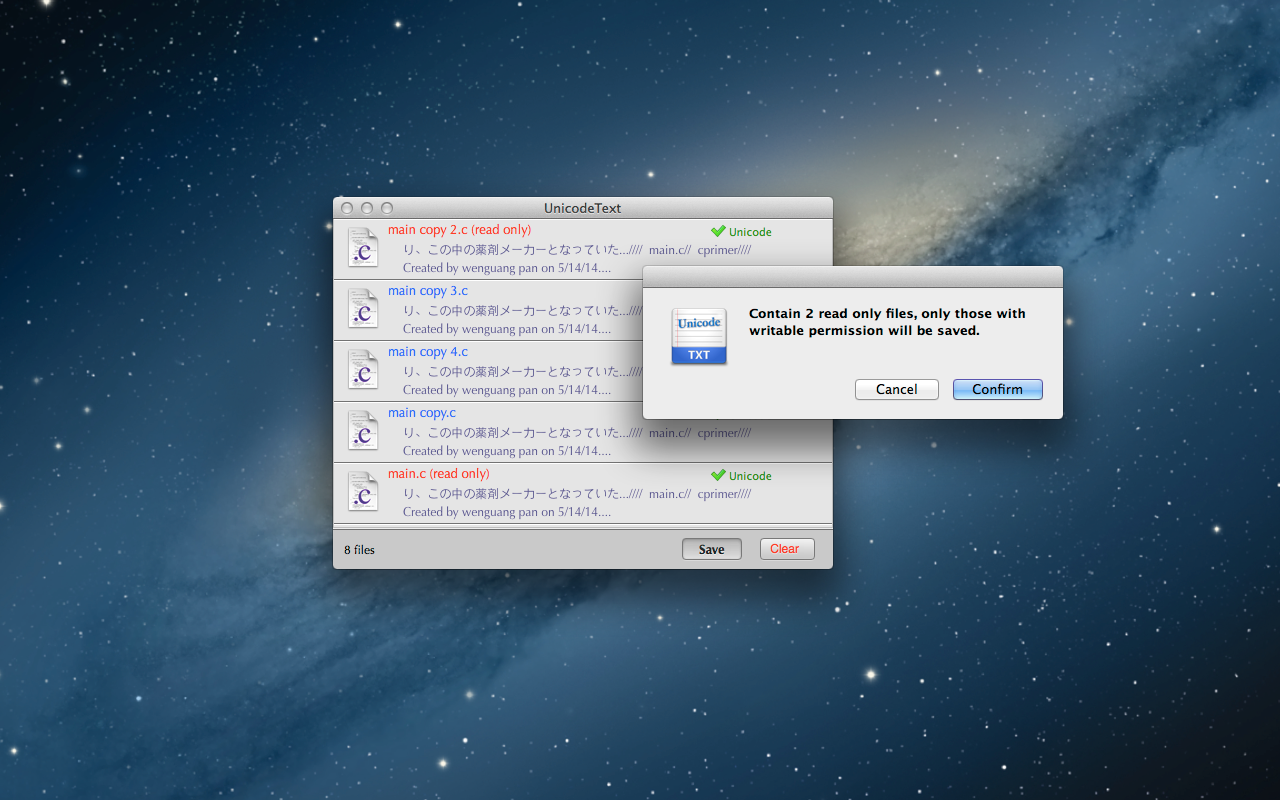 UnicodeText
main copy 2.c (read only)
Unicode
り、この中の薬剤メーカーとなっていた...//// main.c// cprimer////
Created by wenguang pan on 5/14/14....
main copy 3.c
り、この中の薬剤メーカーとなっていた...////
Created by wenguang pan on 5/14/14....
main copy 4.c
り、この中の薬剤メーカーとなっていた...////
Created by wenguang pan on 5/14/14....
main copy.c
り、この中の薬剤メーカーとなっていた...//// main.c// cprimer////
Created by wenguang pan on 5/14/14....
main.c (read only)
Unicode
り、この中の薬剤メーカーとなっていた...//// main.c// cprimer////
Created by wenguang pan on 5/14/14....
8 files
Save
Clear
Unicode
TXT
Contain 2 read only files, only those with
writable permission will be saved.
Cancel
Confirm
.c
.c
.c
.c
.c